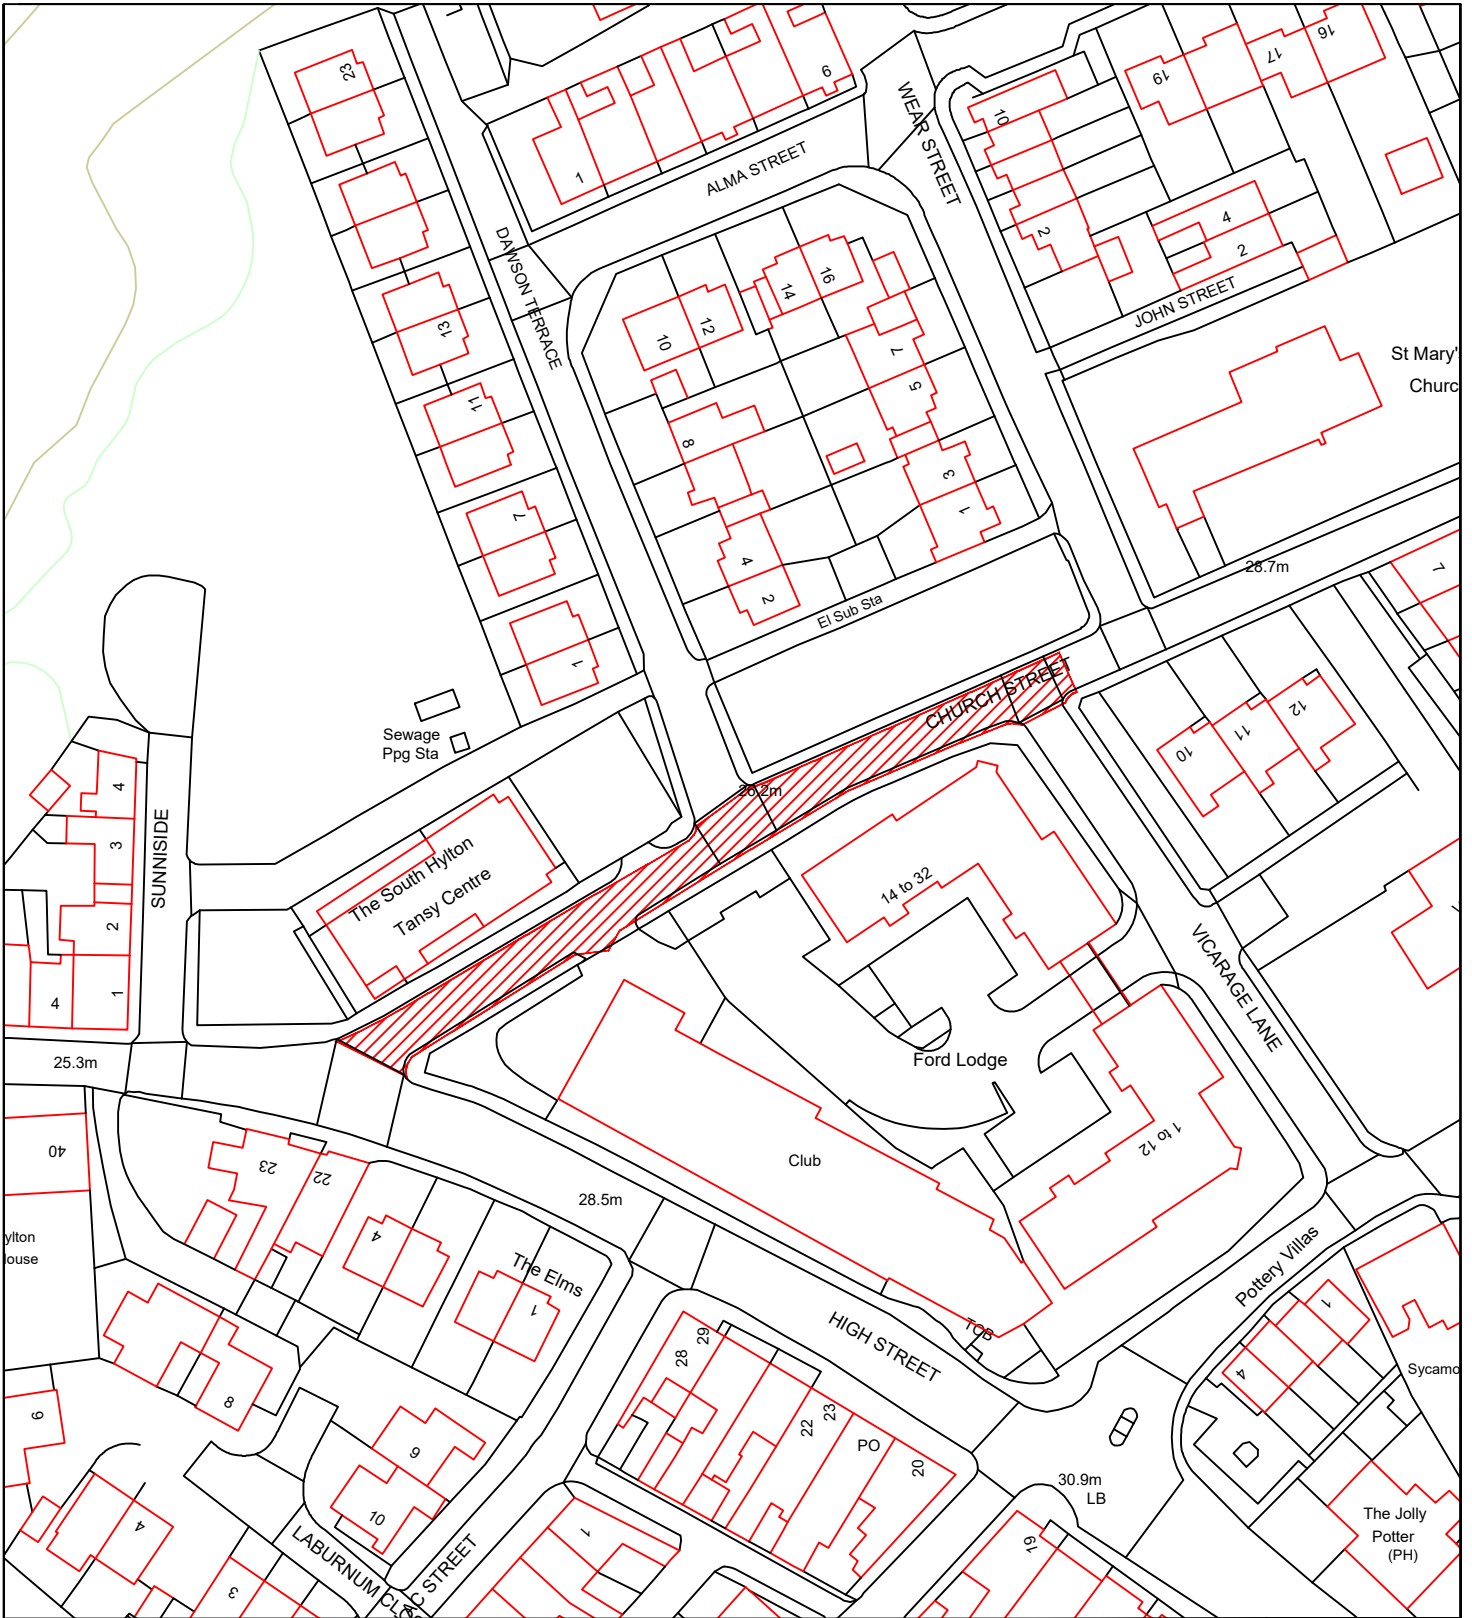 23
9
WEAR STREET
19
17
16
10
1
ALMA STREET
2
4
2
DAWSON TERRACE
JOHN STREET
13
10
12
14
16
7
5
St Mary's
Churc
11
8
3
1
7
4
2
El Sub Sta
28.7m
7
1
CHURCH STREET
Sewage
Ppg Sta
26.2m
10
11
12
SUNNISIDE
4
3
2
1
4
The South Hylton
Tansy Centre
14 to 32
VICARAGE LANE
25.3m
Ford Lodge
40
23
22
Club
1 to 12
28.5m
4
The Elms
1
ylton
ouse
Pottery Villas
1
4
HIGH STREET
TCB
28
29
22
23
PO
20
8
9
9
10
Sycamo
30.9m
LB
The Jolly
Potter
(PH)
4
3
LABURNUM CLO
AC STREET
1
19